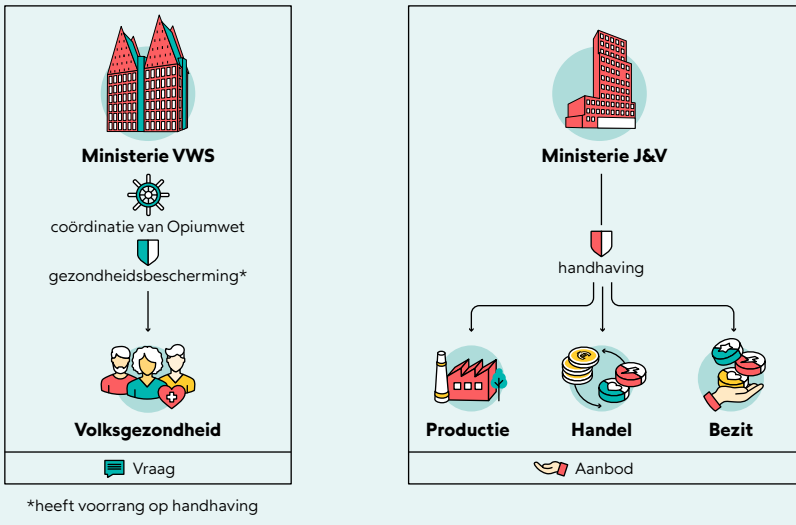 Ministerie VWS
coördinatie van Opiumwet
gezondheidsbescherming*
Volksgezondheid
Vraag
*heeft voorrang op handhaving
Ministerie J&V
handhaving
Productie
Handel
Bezit
Aanbod